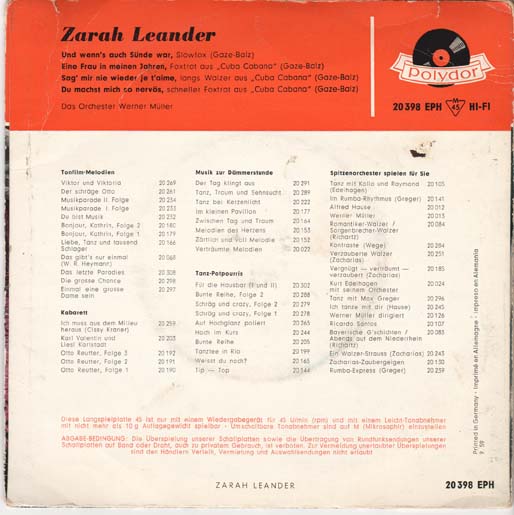 Zarah Leander
Und wenn's auch Sünde war, Slowfox (Gaze-Balz)
Eine Frau in meinen Jahren, Foxtrot aus „Cuba Cabana" (Gaze-Balz)
Sag' mir nie wieder je t'aime, langs. Walzer aus „Cuba Cabana" (Gaze-Balz)
Du machst mich so nervös, schneller Foxtrot aus „Cuba Cabana" (Gaze-Balz)
Das Orchester Werner Müller
Polydor
20 398 EPH M 45 HI-FI
Tonfilm-Melodien
Viktor und Viktoria 20 269
Der schräge Otto 20 261
Musikparade II. Folge 20 234
Musikparade I. Folge 20 233
Du bist Musik 20 232
Bonjour, Kathrin, Folge 2 20 180
Bonjour, Kathrin, Folge 1 20 179
Liebe, Tanz und tausend 20 166
Schlager
Das gibt's nur einmal 20 068
(W. R. Heymann)
Das letzte Paradies 20 308
Die grosse Chance 20 298
Einmal eine grosse 20 297
Dame sein
Kabarett
Ich muss aus dem Milieu 20 259
heraus (Cissy Kraner)
Karl Valentin und 20 203
Liesl Karlstadt
Otto Reutter, Folge 3 20 192
Otto Reutter, Folge 2 20 191
Otto Reutter, Folge 1 20 190
Musik zur Dämmerstunde
Der Tag klingt aus 20 291
Tanz, Traum und Sehnsucht 20 289
Tanz bei Kerzenlicht 20 222
Im kleinen Pavillon 20 177
Zwischen Tag und Traum 20 164
Melodien des Herzens 20 153
Zärtlich und voll Melodie 20 152
Verträumte Melodien 20 022
Tanz-Potpourris
Für die Hausbar (I und II) 20 302
Bunte Reihe, Folge 2 20 288
Schräg und crazy, Folge 2 20 279
Schräg und crazy, Folge 1 20 278
Auf Hochglanz poliert 20 365
Hoch im Kurs 20 244
Bunte Reihe 20 205
Tanztee in Ria 20 199
Weisst du noch? 20 165
Tip — Top 20 144
Spitzenorchester spielen für Sie
Tanz mit Kollo und Raymond 20 105
(Edelhagen)
Im Rumba-Rhythmus (Greger) 20 141
Alfred Hause 20 012
Werner Müller 20 013
Romantiker-Walzer / 20 084
Sorgenbrecher-Walzer
(Richartz)
Kontraste (Wege) 20 284
Verzauberte Walzer 20 251
(Zacharias)
Vergnügt — verträumt — 20 185
verzaubert (Zacharias)
Kurt Edelhagen 20 024
mit seinem Orchester
Tanz mit Max Greger 20 296
Ich tanze mit dir (Hause) 20 245
Werner Müller dirigiert 20 126
Ricardo Santos 20 107
Bayerische G'schichten / 20 085
Abends auf dem Niederrhein
(Richartz)
Ein Walzer-Strauss (Zacharias) 20 243
Zacharias-Zaubergeigen 20 130
Rumba-Express (Greger) 20 239
Printed in Germany · Imprimé en Allemagne · Impreso en Alemania
Diese Langspielplatte 45 ist nur mit einem Wiedergabegerät für 45 U/min (rpm) und mit einem Leicht-Tonabnehmer
mit nicht mehr als 10 g Auflagegewicht spielbar · Umschaltbare Tonabnehmer sind auf M (Mikrosaphir) einzustellen
ABGABE-BEDINGUNG: Die Überspielung unserer Schallplatten sowie die Übertragung von Rundfunksendungen unserer
Schallplatten auf Band oder Draht, auch zu privatem Gebrauch, ist verboten. Zur Vermeidung unerlaubter Überspielungen
sind den Händlern Verleih, Vermietung und Auswahlsendungen nicht erlaubt
ZARAH LEANDER
20 398 EPH